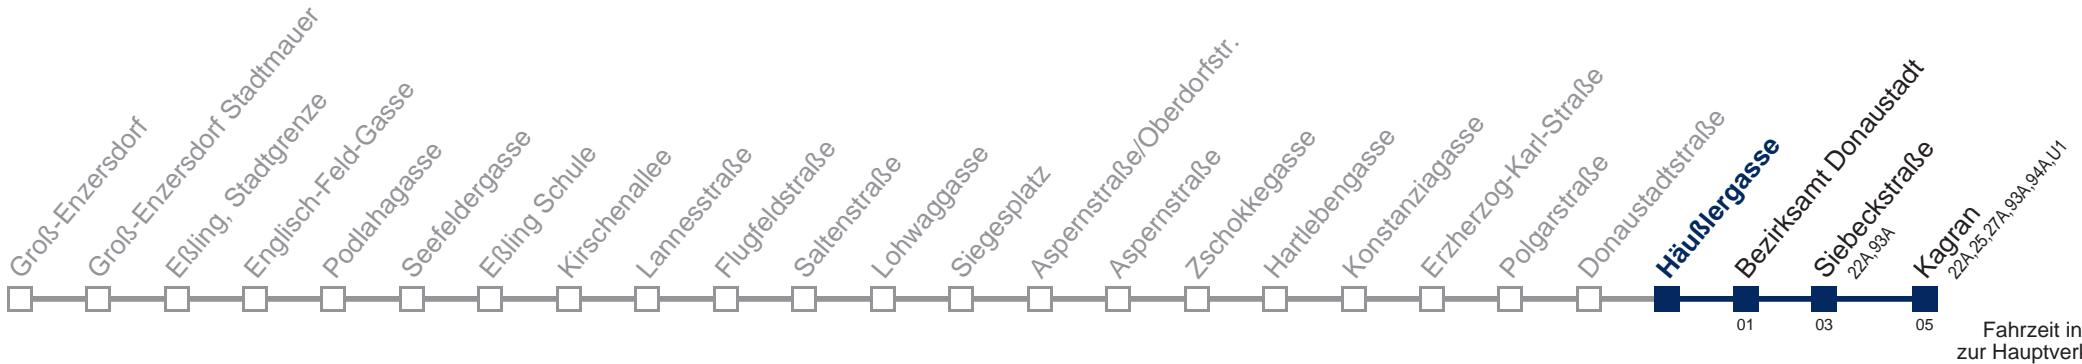 Groß-Enzersdorf
Groß-Enzersdorf Stadtmauer
Eßling, Stadtgrenze
Englisch-Feld-Gasse
Podlahagasse
Seefeldergasse
Eßling Schule
Kirschenallee
Lannesstraße
Flugfeldstraße
Saltenstraße
Lohwaggasse
Siegesplatz
Aspernstraße/Oberdorfstr.
Aspernstraße
Zschokkegasse
Hartlebengasse
Konstanziagasse
Erzherzog-Karl-Straße
Polgarstraße
Donaustadtstraße
Häußlergasse
Bezirksamt Donaustadt
Siebeckstraße
22A,93A
Kagran
22A,25,27A,93A,94A,U1
01
03
05
Fahrzeit in
zur Hauptverl